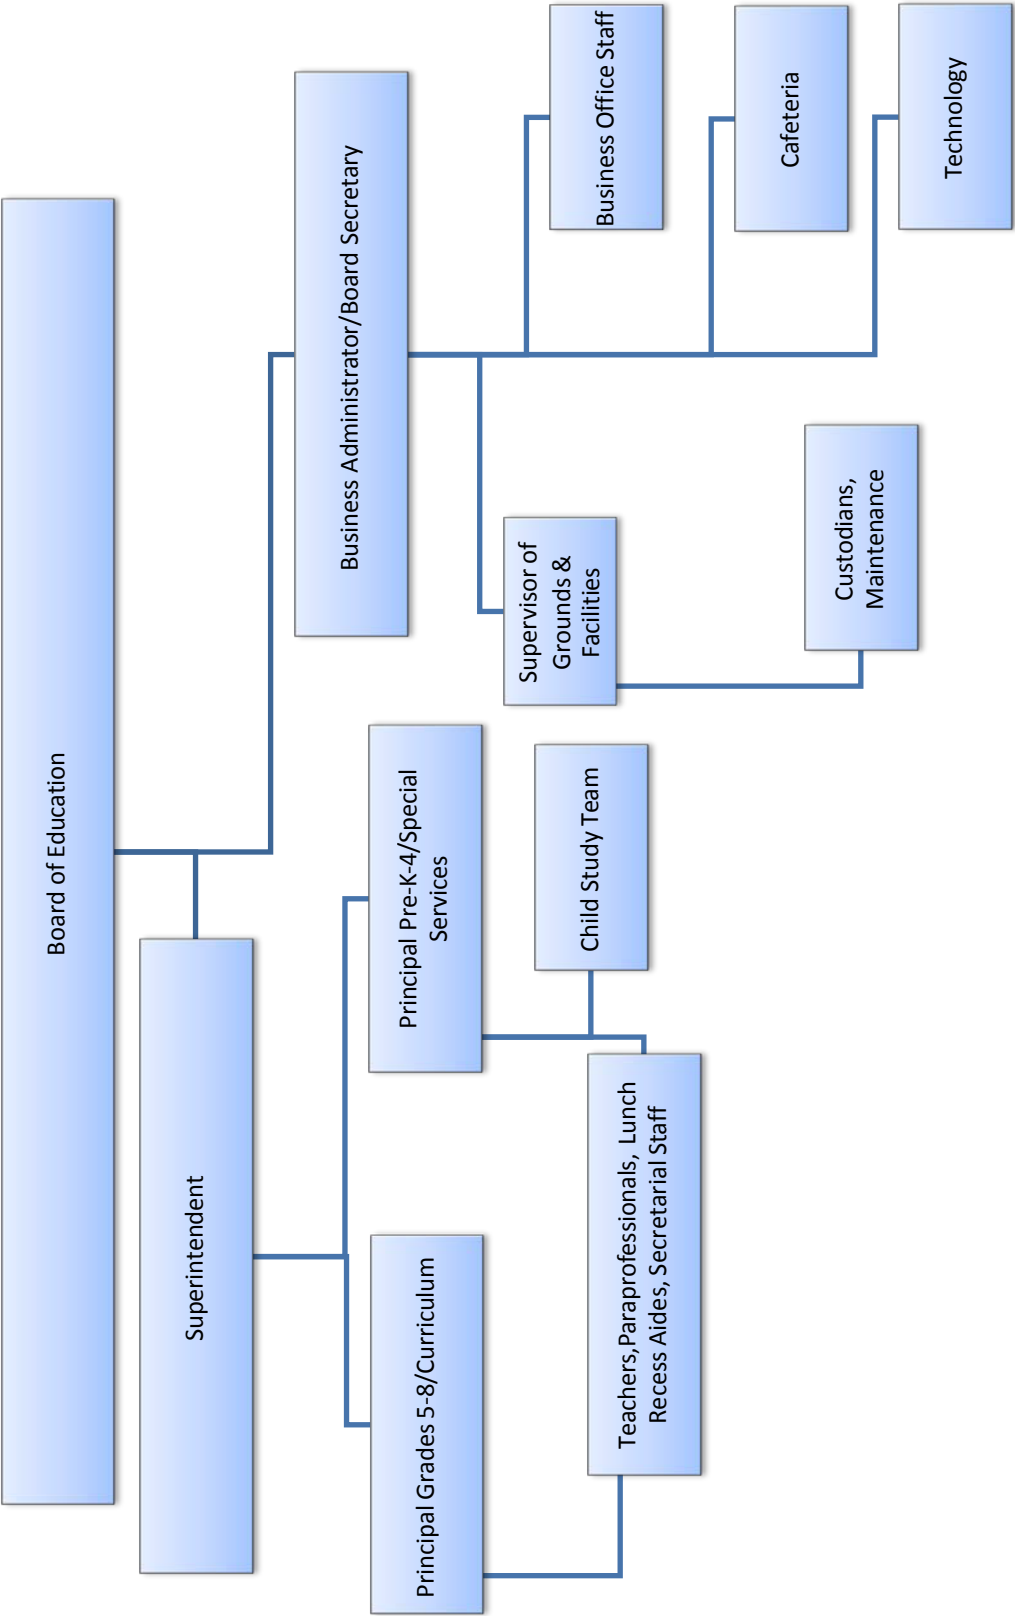 Board of Education
Superintendent
Business Administrator/Board Secretary
Principal Grades 5-8/Curriculum
Principal Pre-K-4/Special
Services
Supervisor of
Grounds &
Facilities
Business Office Staff
Child Study Team
Teachers,Paraprofessionals, Lunch
Recess Aides, Secretarial Staff
Cafeteria
Custodians,
Maintenance
Technology